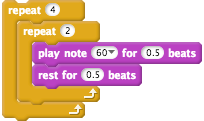 repeat 4
repeat 2
play note 60 for 0.5 beats
rest for 0.5 beats